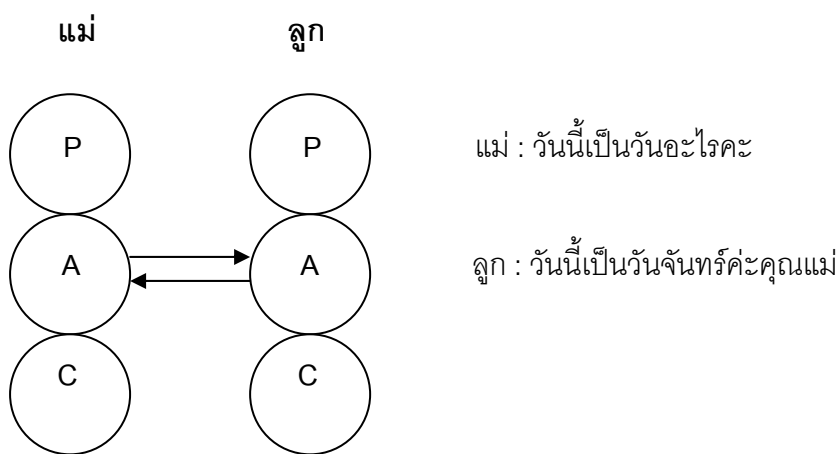 แม่ ลูก
P P แม่ : วันนี้เป็นวันอะไรคะ
A A ลูก : วันนี้เป็นวันจันทร์ค่ะคุณแม่
C C